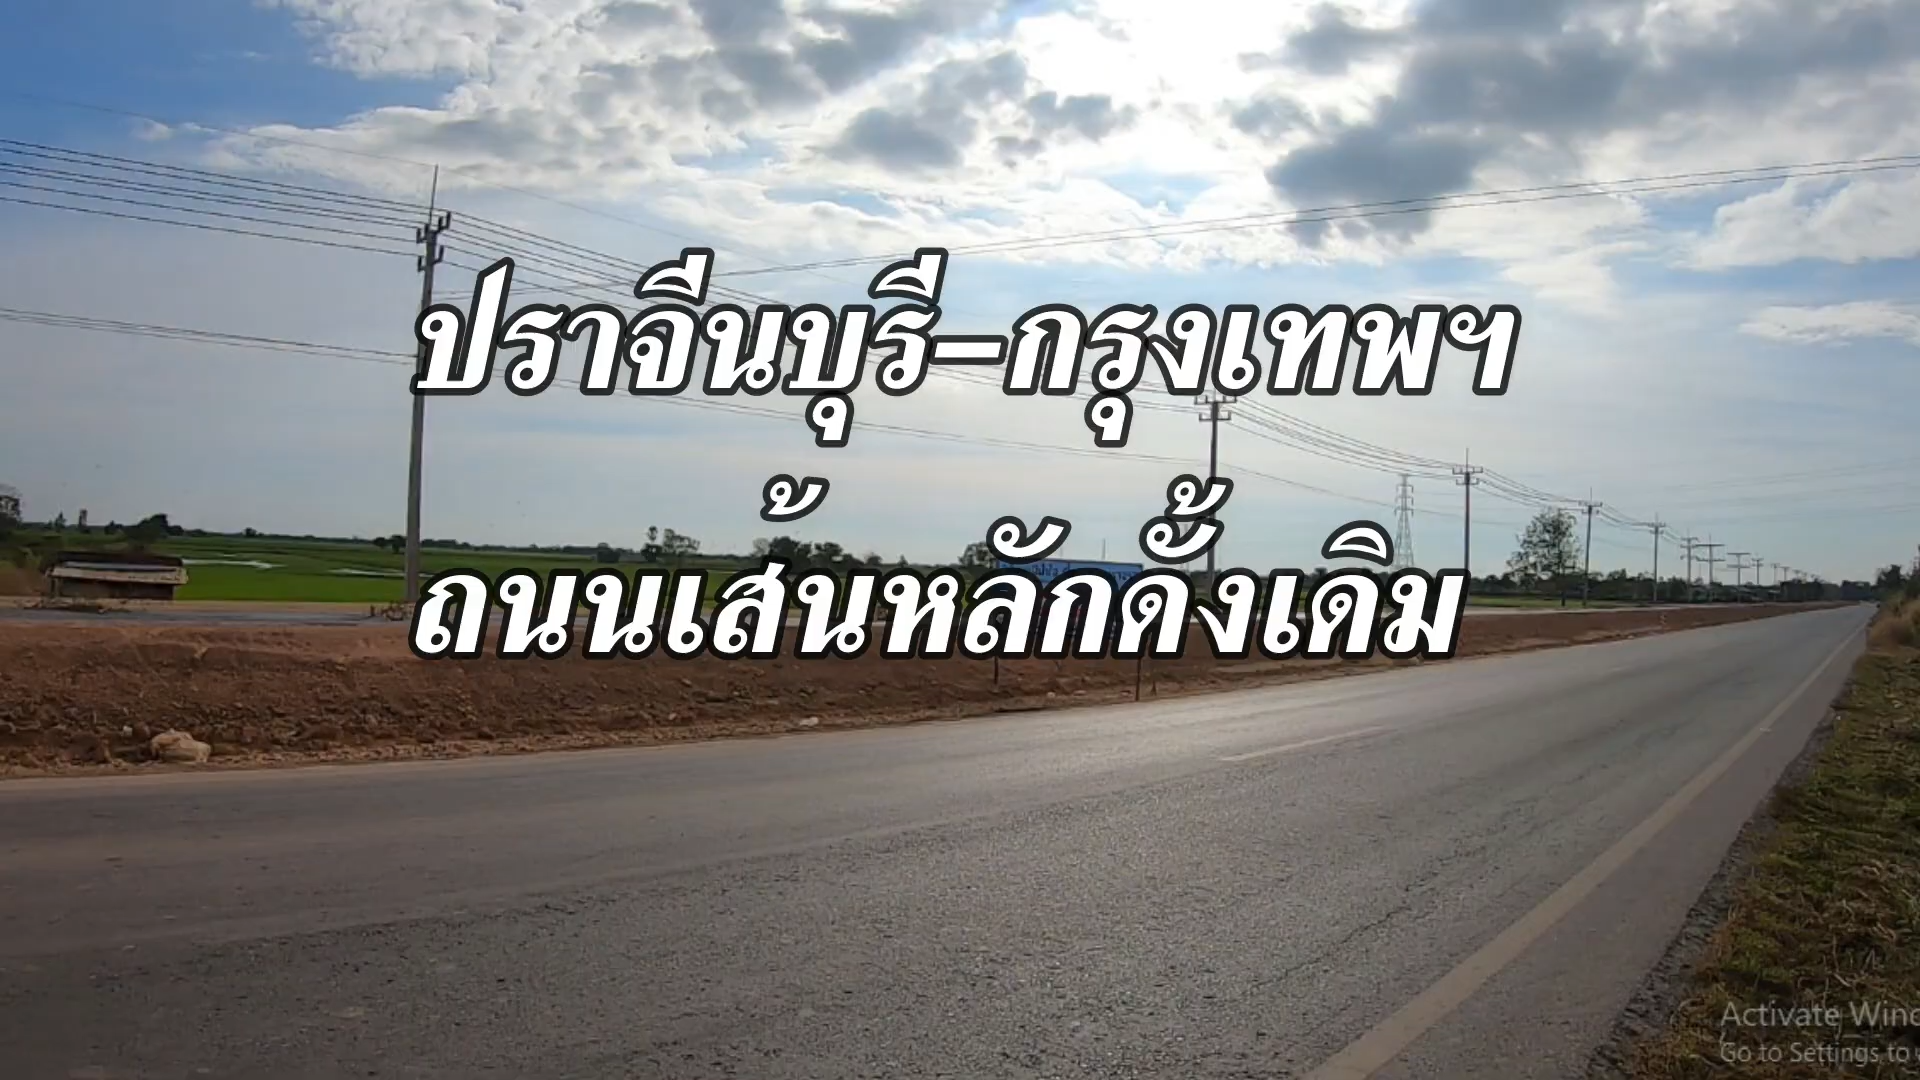 ปราจีนบุรี-กรุงเทพฯ
ถนนเส้นหลักดั้งเดิม
Activate Wind
Go to Settings to